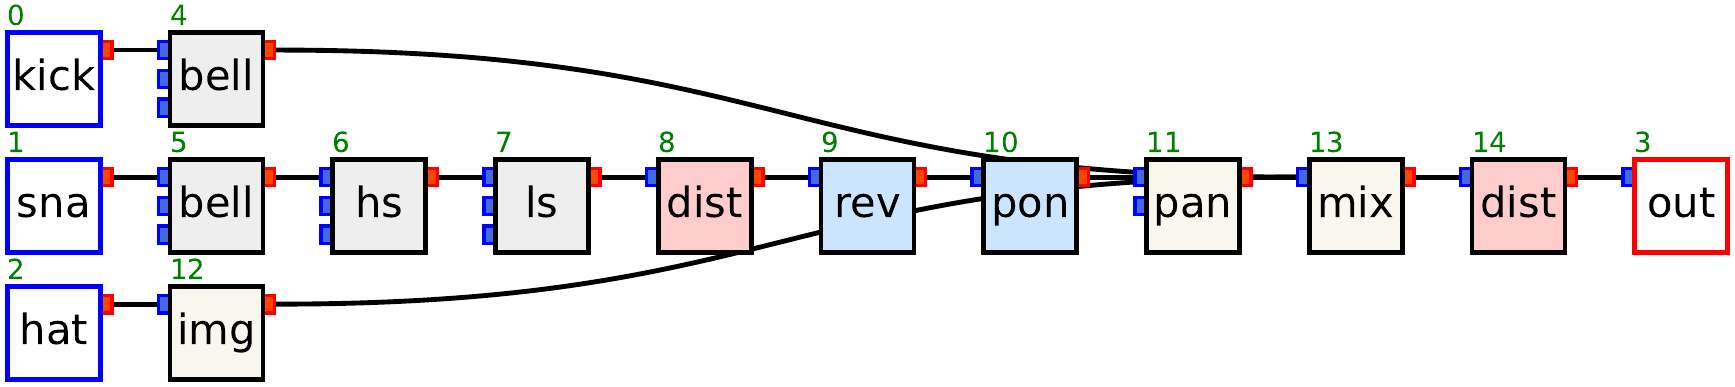 0 4
kick bell
1 5 6 7 8 9 10 11 13 14 3
sna bell hs ls dist rev pon pan mix dist out
2 12
hat img